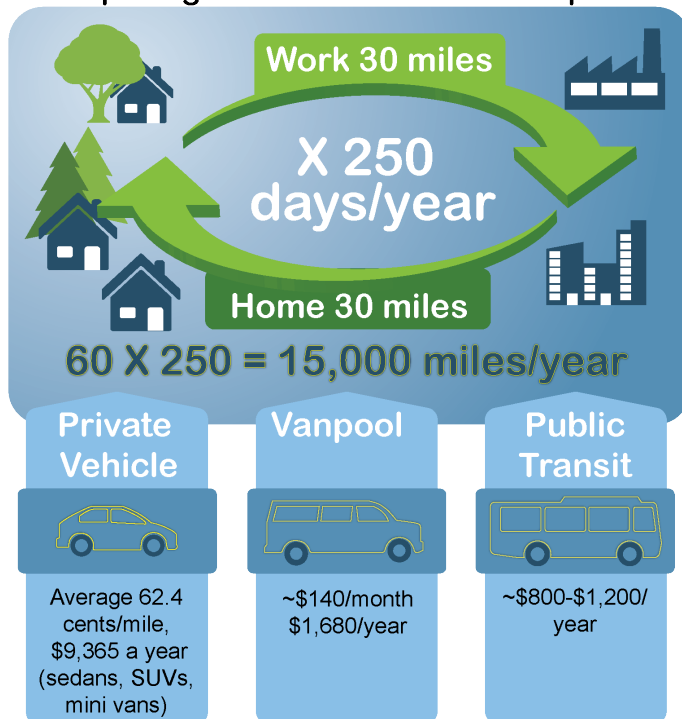 Work 30 miles
X 250
days/year
Home 30 miles
60 X 250 = 15,000 miles/year
Private
Vehicle
Average 62.4
cents/mile,
$9,365 a year
(sedans, SUVs,
mini vans)
Vanpool
~$140/month
$1,680/year
Public
Transit
~$800-$1,200/
year